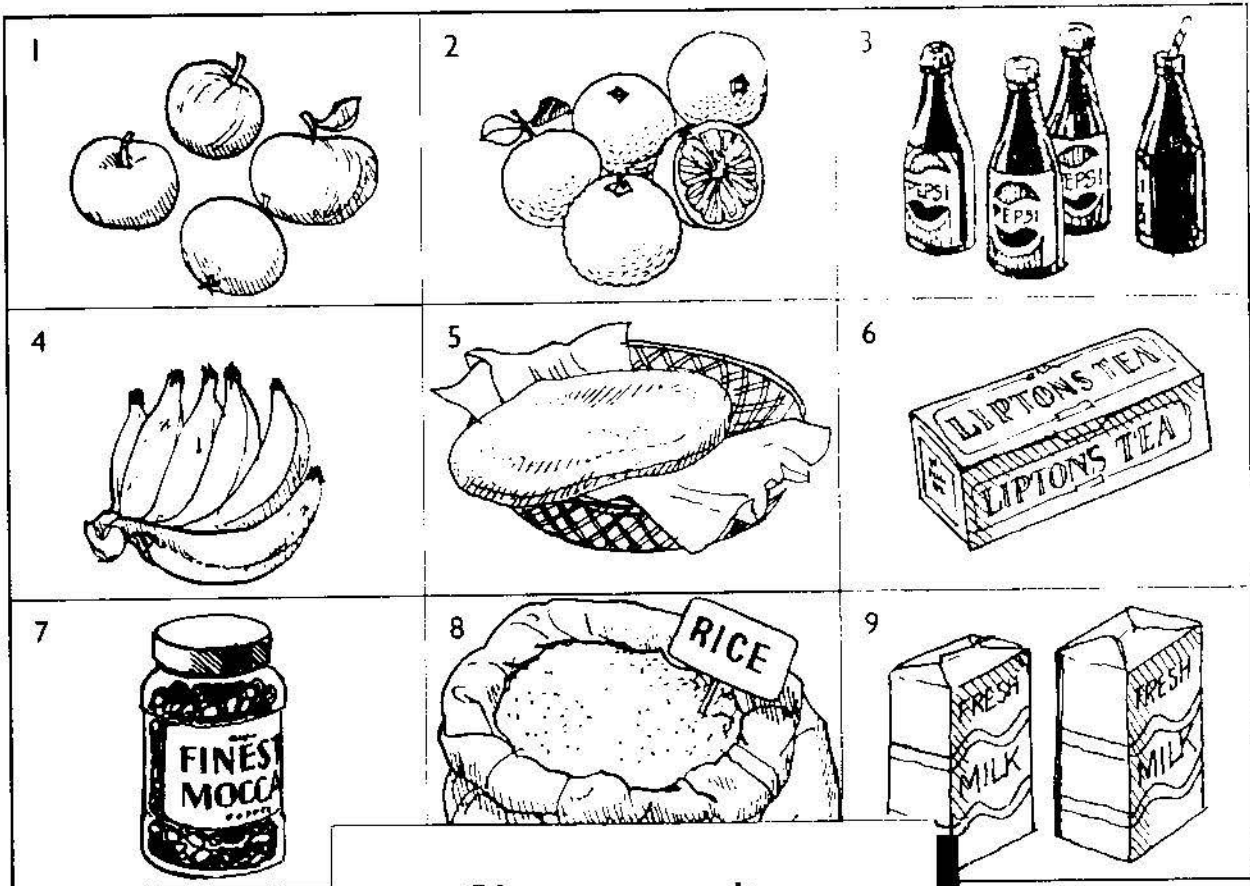 1
2
3
PEPSI
PEPSI
PEPSI
4
5
6
LIPTONS TEA
LIPTONS TEA
7
FINEST
MOCCA
8
RICE
9
FRESH
MILK
FRESH
MILK